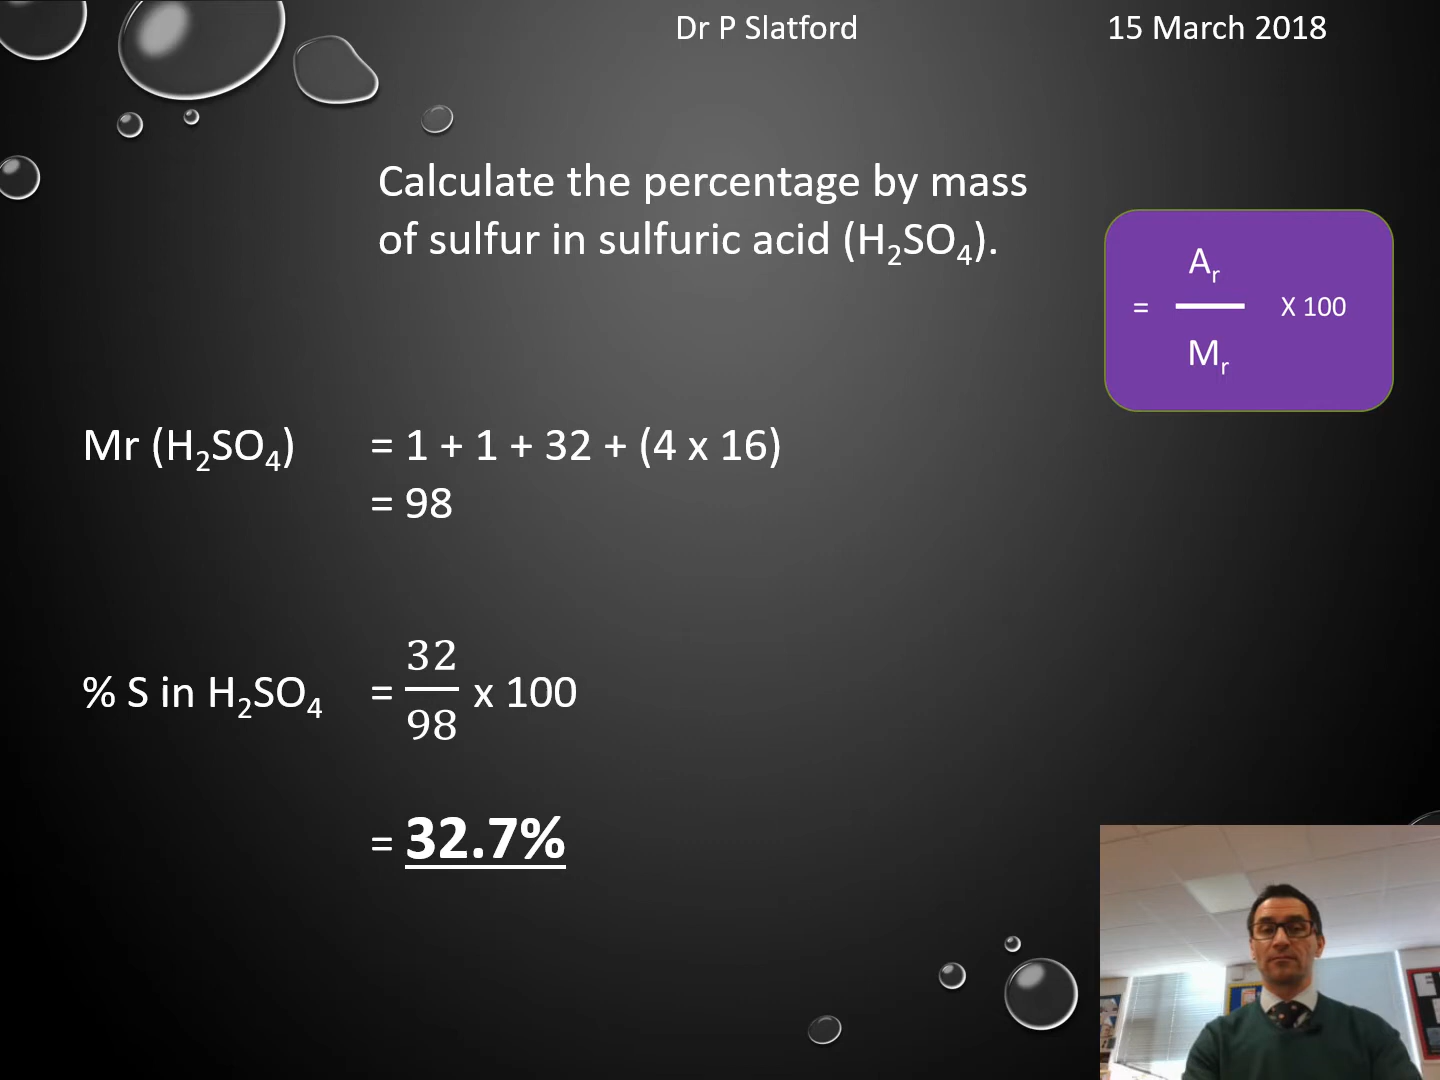 Dr P Slatford 15 March 2018
Calculate the percentage by mass
of sulfur in sulfuric acid (H₂SO₄).
Aᵣ
= X 100
Mᵣ
Mr (H₂SO₄) = 1 + 1 + 32 + (4 x 16)
= 98
32
% S in H₂SO₄ = x 100
98
= 32.7%